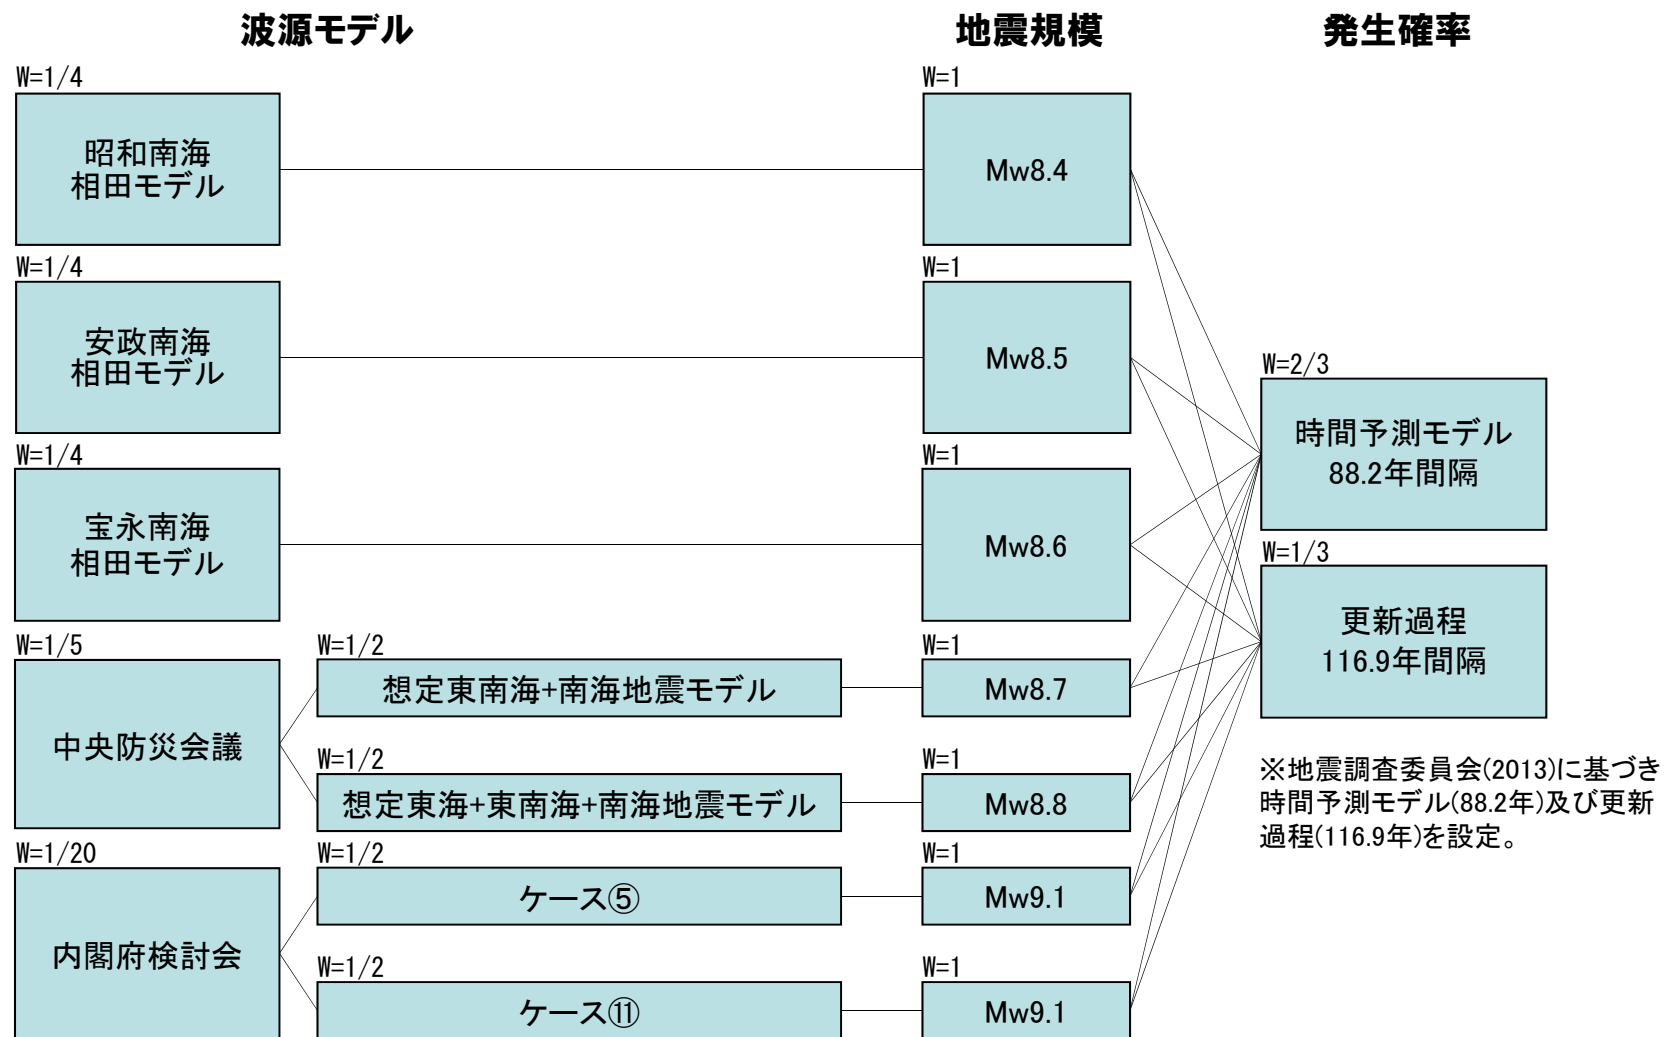 波源モデル
地震規模
発生確率
W=1/4
昭和南海
相田モデル
W=1
Mw8.4
W=1/4
安政南海
相田モデル
W=1
Mw8.5
W=1/4
宝永南海
相田モデル
W=1
Mw8.6
W=2/3
時間予測モデル
88.2年間隔
W=1/3
更新過程
116.9年間隔
W=1/5
中央防災会議
W=1/2
想定東南海+南海地震モデル
W=1
Mw8.7
W=1/2
想定東海+東南海+南海地震モデル
W=1
Mw8.8
※地震調査委員会(2013)に基づき
時間予測モデル(88.2年)及び更新
過程(116.9年)を設定。
W=1/20
内閣府検討会
W=1/2
ケース⑤
W=1
Mw9.1
W=1/2
ケース⑪
W=1
Mw9.1